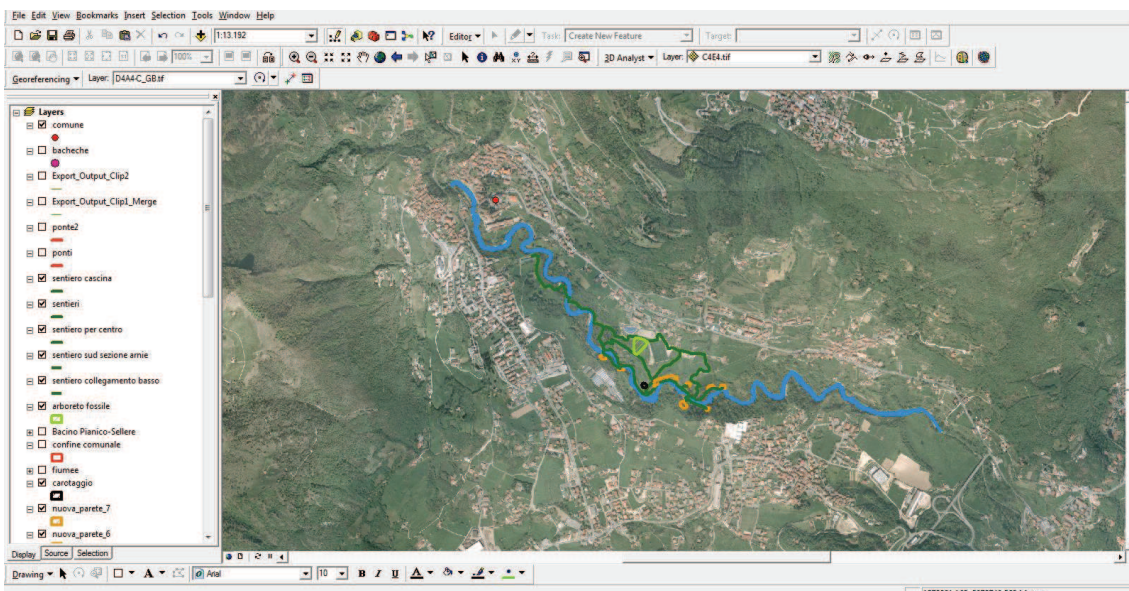 File Edit View Bookmarks Insert Selection Tools Window Help
1:13.192 Editor Task: Create New Feature Target:
100% 3D Analyst Layer: C4E4.tif
Georeferencing Layer: D4A4-C_GB.tif
Layers
comune
bacheche
Export_Output_Clip2
Export_Output_Clip1_Merge
ponte2
ponti
sentiero cascina
sentieri
sentiero per centro
sentiero sud sezione arnie
sentiero collegamento basso
arboreto fossile
Bacino Pianico-Sellere
confine comunale
fiumee
carotaggio
nuova_parete_7
nuova_parete_6
Display Source Selection
Drawing A Arial 10 B I U A